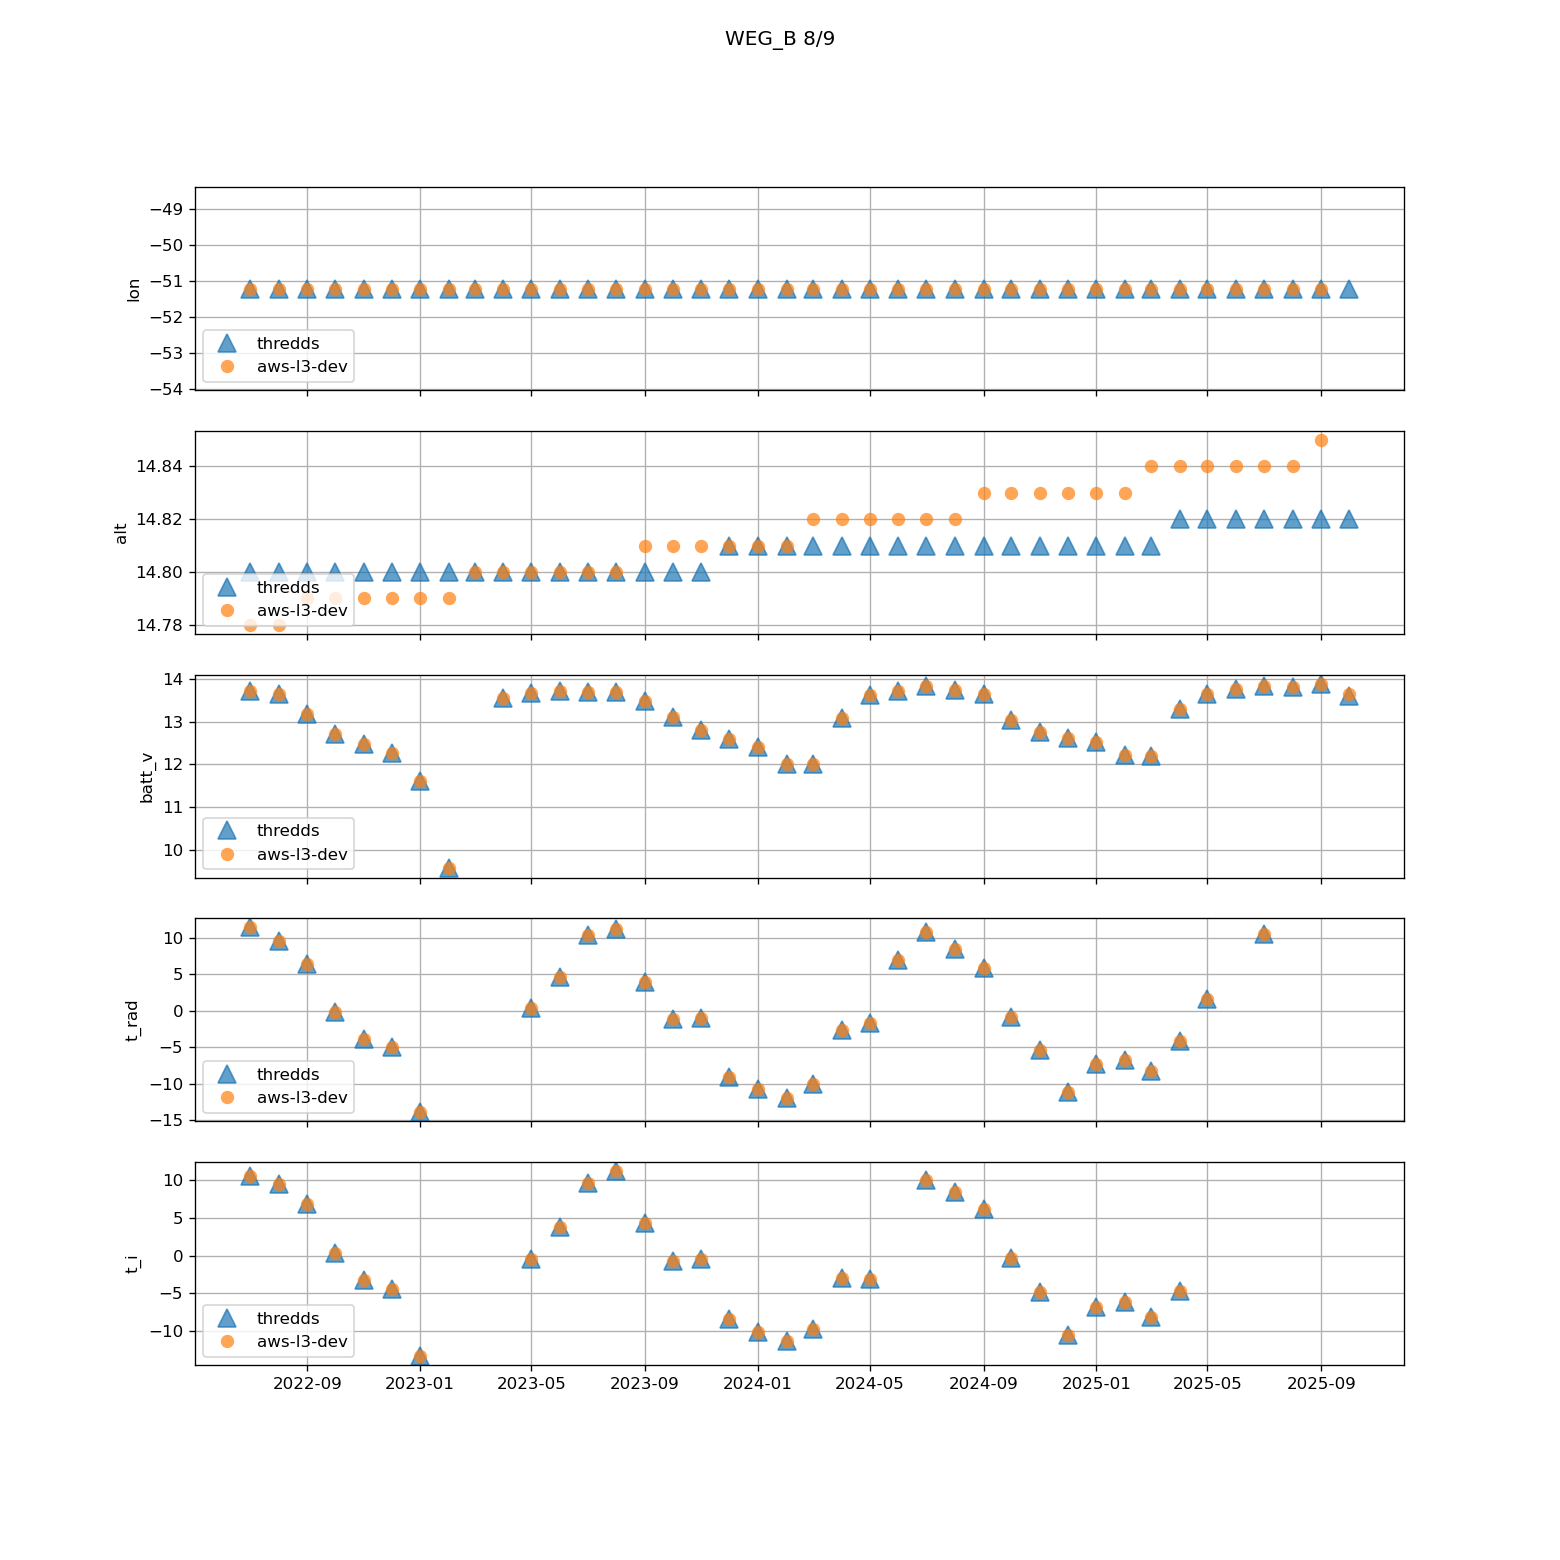 WEG_B 8/9
lon
−49
−50
−51
−52
−53
−54
thredds
aws-l3-dev
alt
14.84
14.82
14.80
14.78
thredds
aws-l3-dev
batt_v
14
13
12
11
10
thredds
aws-l3-dev
t_rad
10
5
0
−5
−10
−15
thredds
aws-l3-dev
t_i
10
5
0
−5
−10
thredds
aws-l3-dev
2022-09 2023-01 2023-05 2023-09 2024-01 2024-05 2024-09 2025-01 2025-05 2025-09